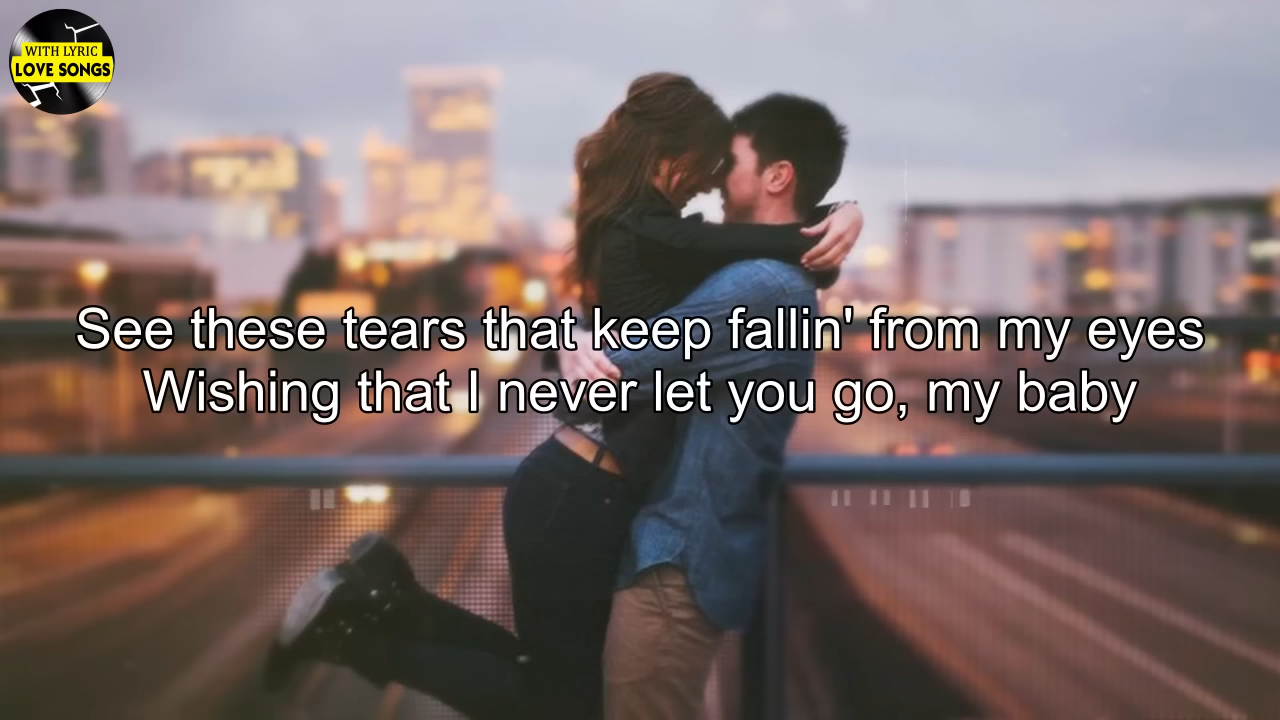 WITH LYRIC
LOVE SONGS
See these tears that keep fallin' from my eyes
Wishing that I never let you go, my baby